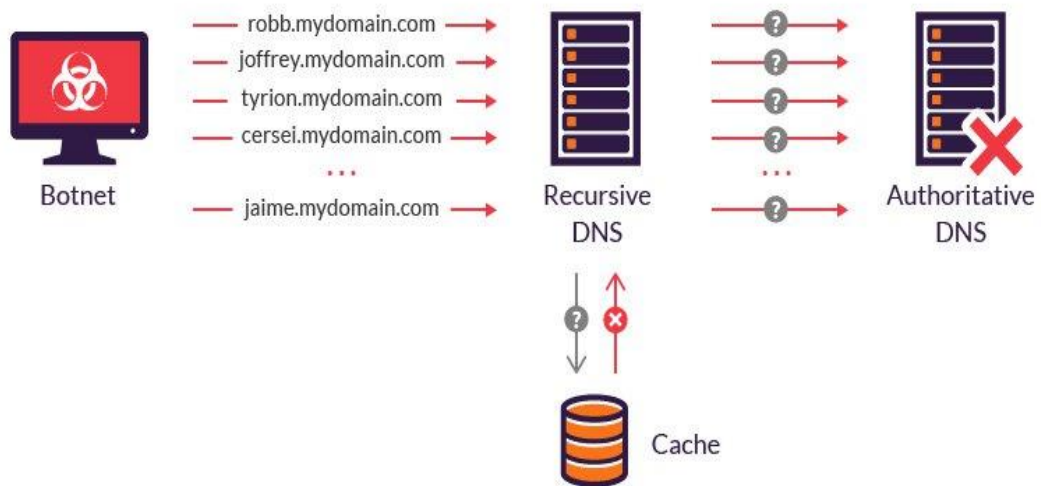 robb.mydomain.com
?
joffrey.mydomain.com
?
tyrion.mydomain.com
?
cersei.mydomain.com
?
...
...
jaime.mydomain.com
?
Botnet
Recursive
DNS
Authoritative
DNS
?
Cache